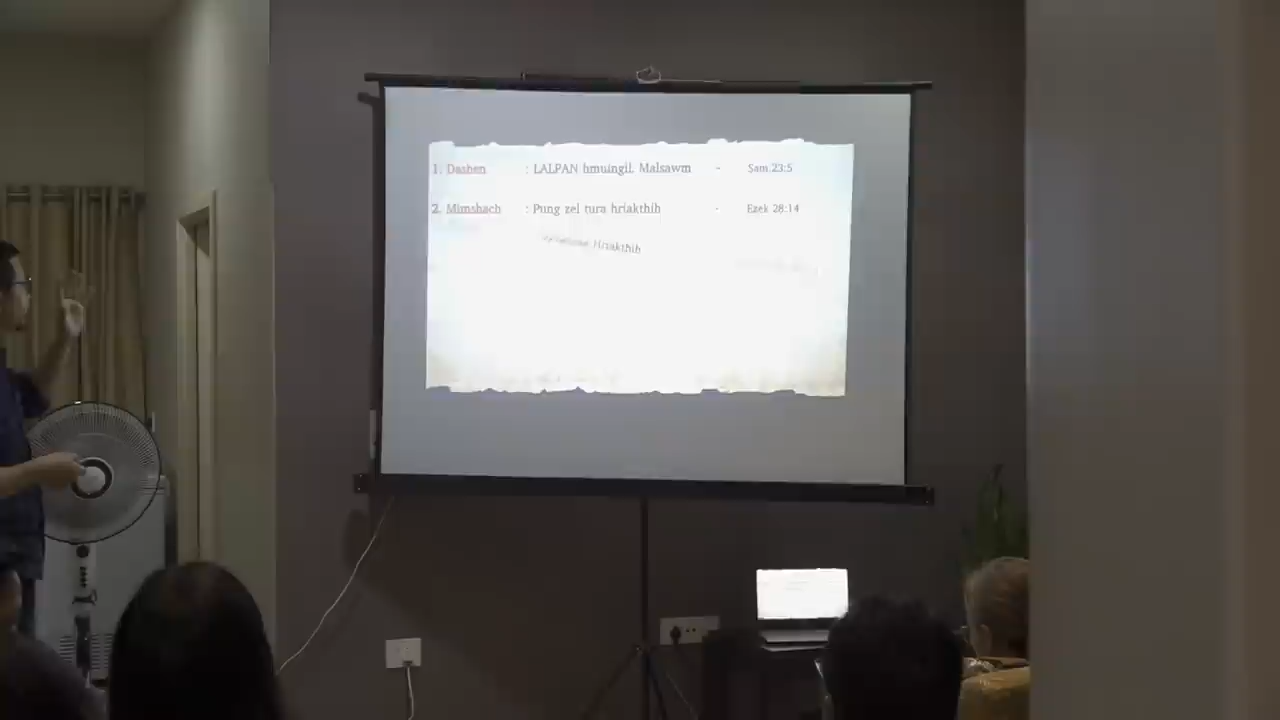 1. Dashen : LALPAN hmuingil. Malsawm - Sam 23:5
2. Mimshach : Pung zel tura hriakthih - Ezek 28:14
Hriakthih